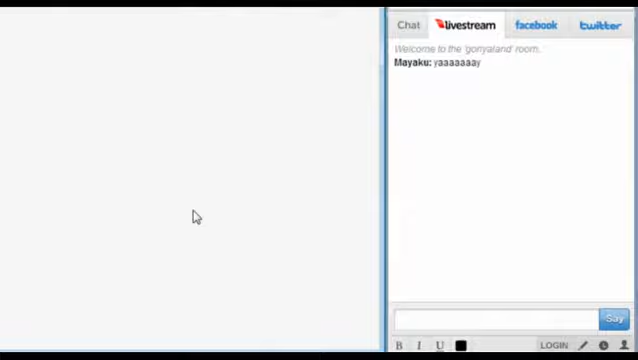 Chat livestream facebook twitter
Welcome to the 'gonyaland' room.
Mayaku: yaaaaaaay
Say
B I U LOGIN